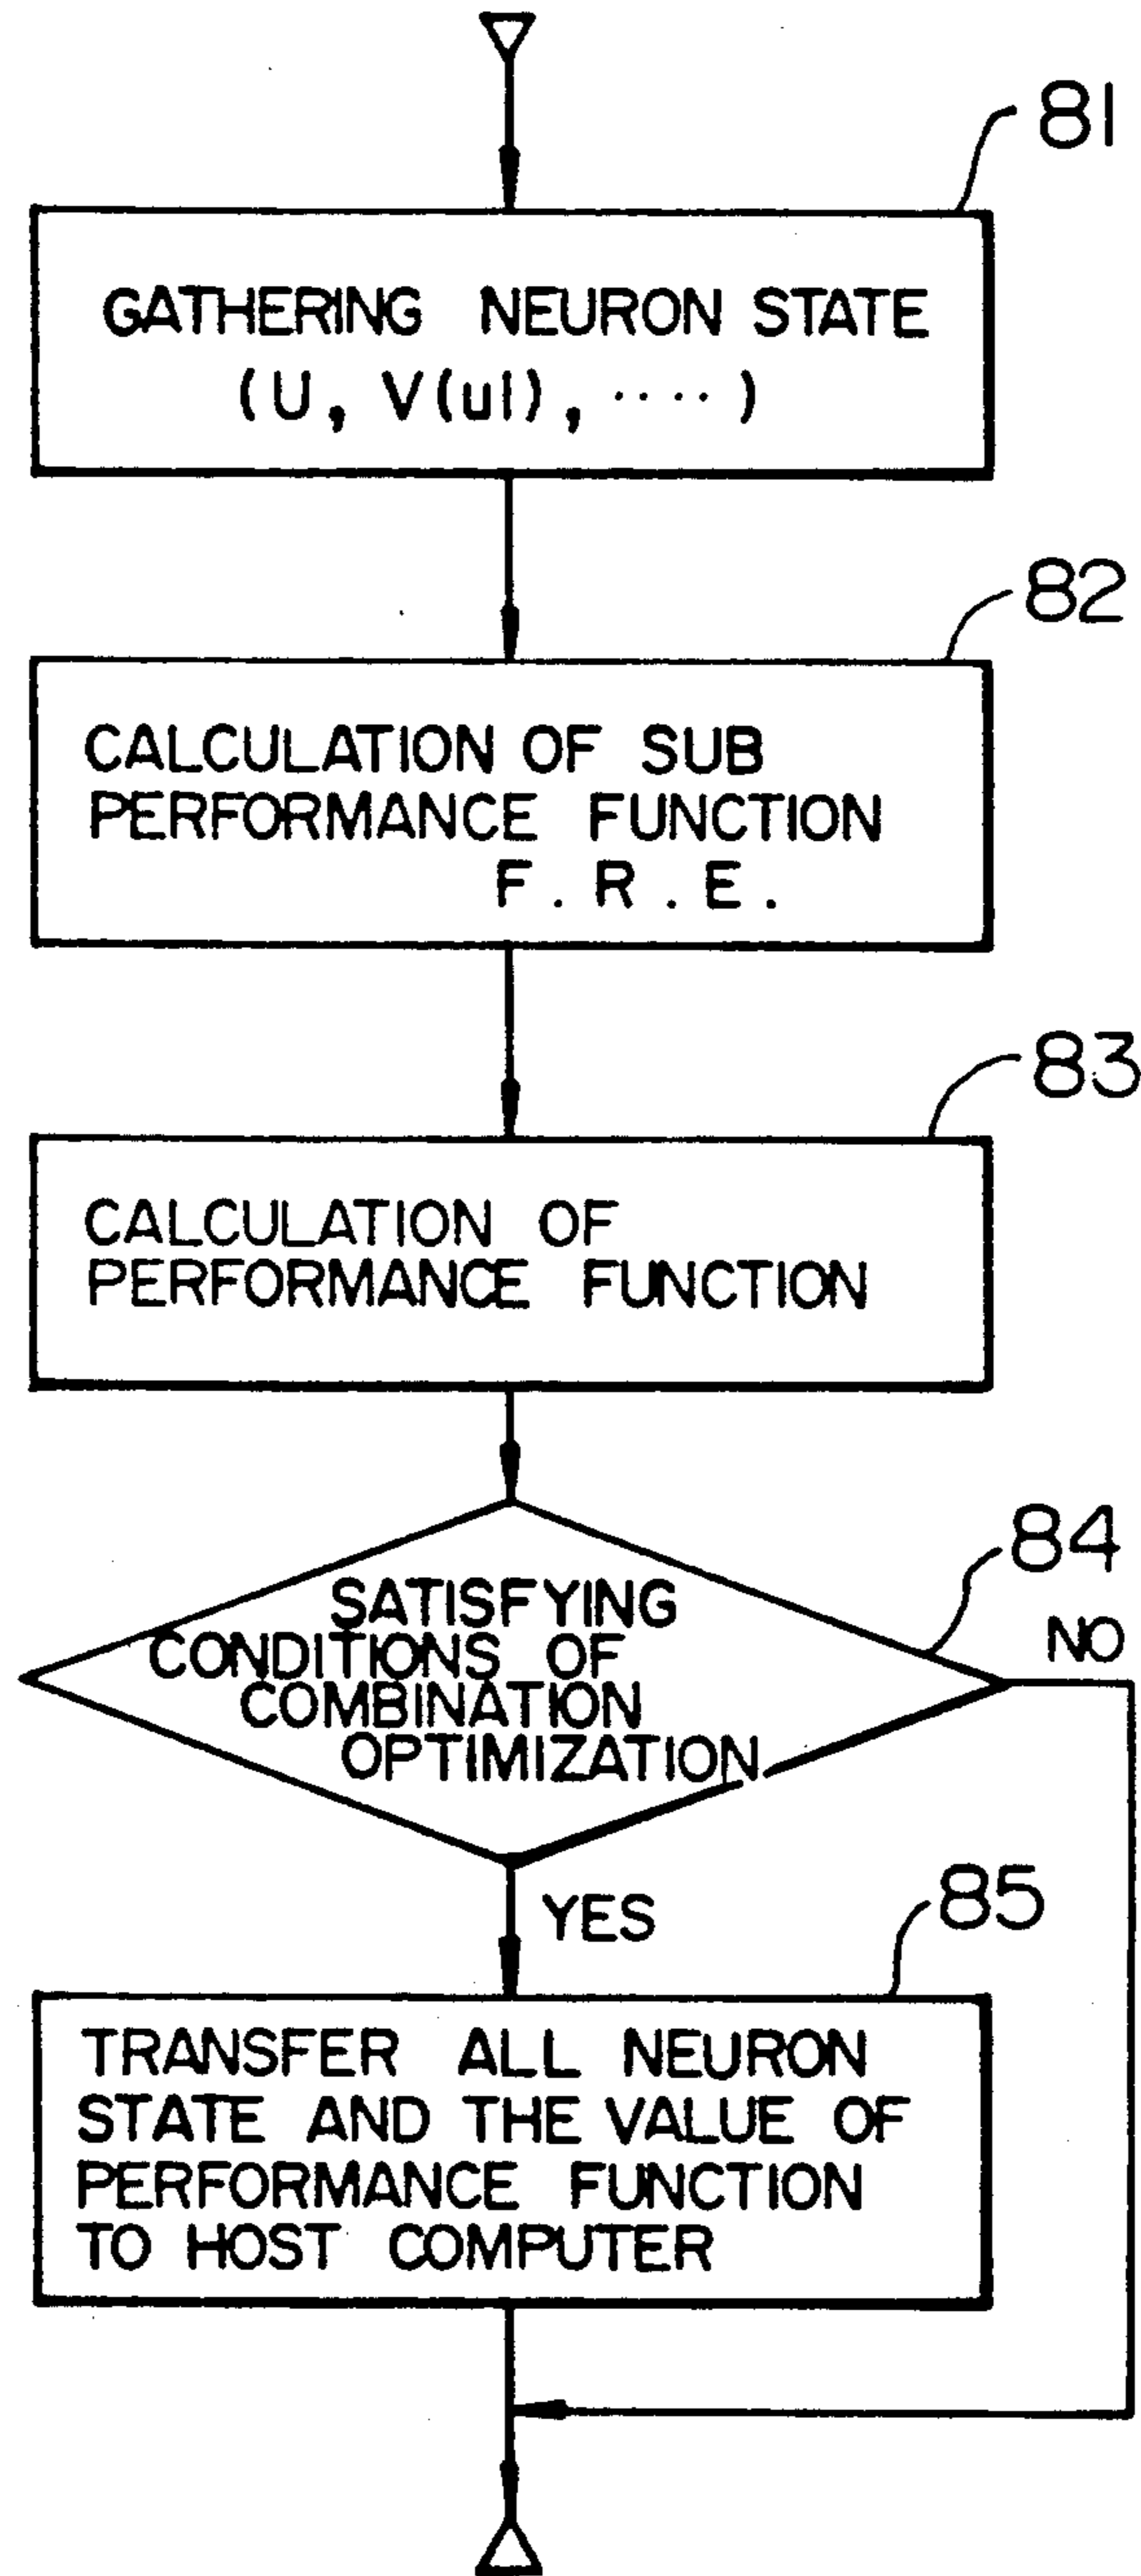 81
GATHERING NEURON STATE
(U, V(ul), ····)
82
CALCULATION OF SUB
PERFORMANCE FUNCTION
F. R. E.
83
CALCULATION OF
PERFORMANCE FUNCTION
84
SATISFYING
CONDITIONS OF
COMBINATION
OPTIMIZATION
NO
YES
85
TRANSFER ALL NEURON
STATE AND THE VALUE OF
PERFORMANCE FUNCTION
TO HOST COMPUTER